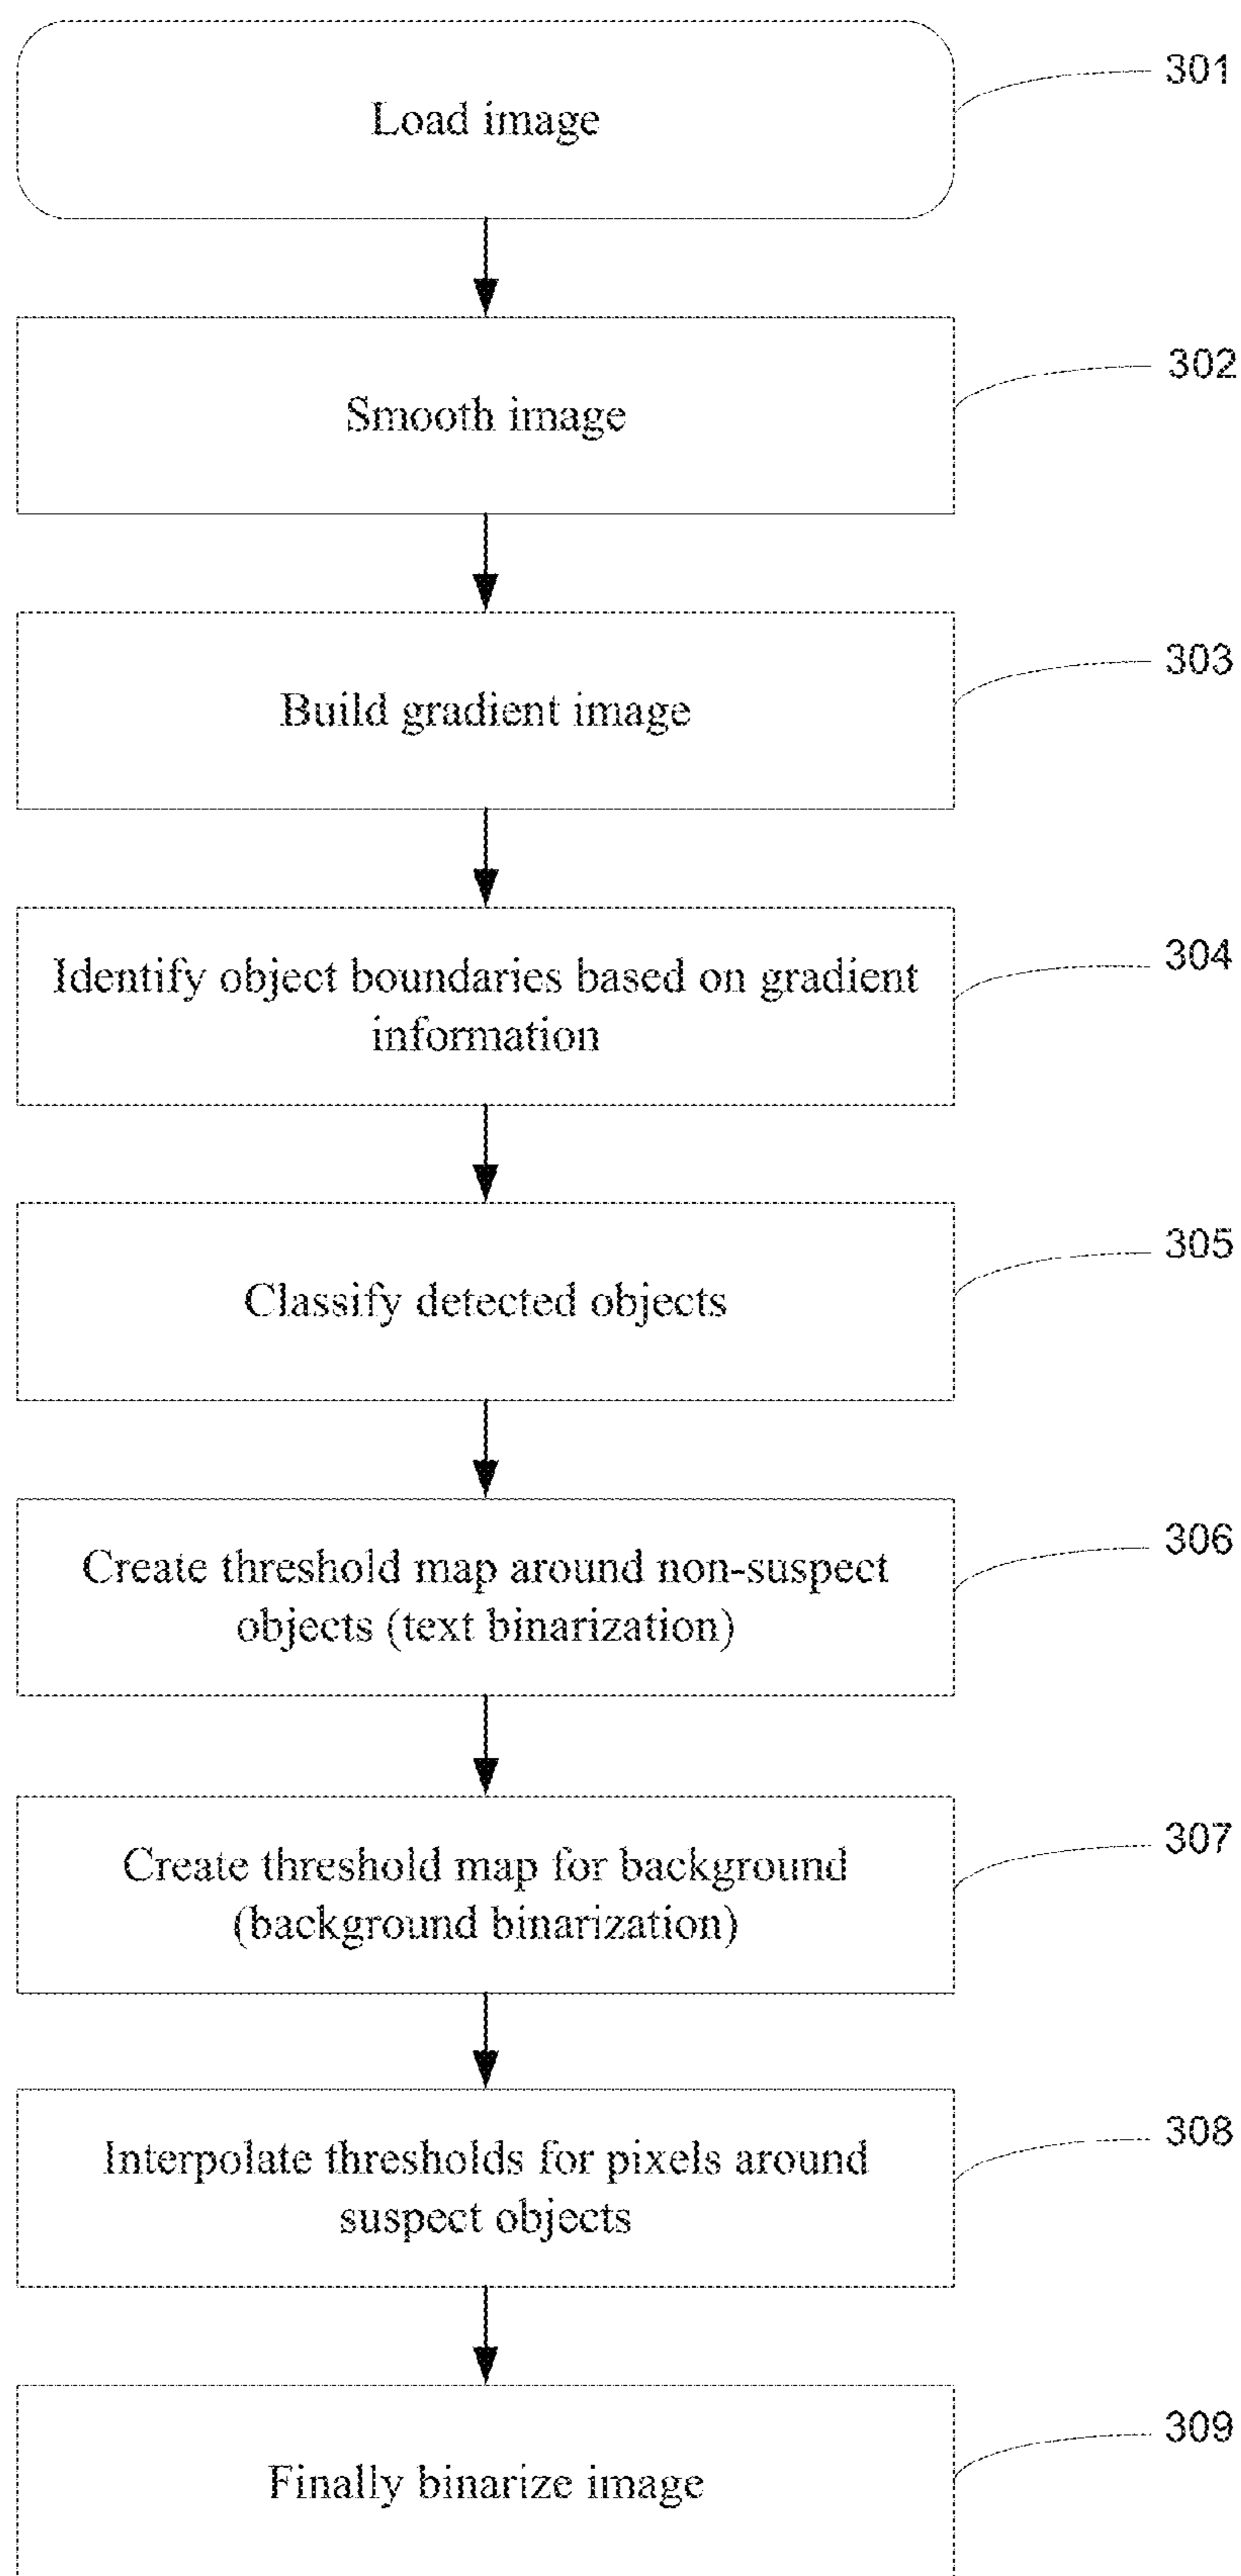 Load image
301
Smooth image
302
Build gradient image
303
Identify object boundaries based on gradient
information
304
Classify detected objects
305
Create threshold map around non-suspect
objects (text binarization)
306
Create threshold map for background
(background binarization)
307
Interpolate thresholds for pixels around
suspect objects
308
Finally binarize image
309